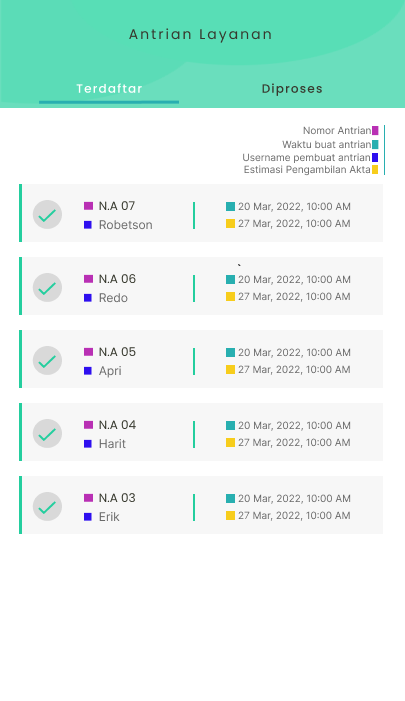 Antrian Layanan
Terdaftar
Diproses
Nomor Antrian
Waktu buat antrian
Username pembuat antrian
Estimasi Pengambilan Akta
N.A 07
Robetson
20 Mar, 2022, 10:00 AM
27 Mar, 2022, 10:00 AM
N.A 06
Redo
20 Mar, 2022, 10:00 AM
27 Mar, 2022, 10:00 AM
N.A 05
Apri
20 Mar, 2022, 10:00 AM
27 Mar, 2022, 10:00 AM
N.A 04
Harit
20 Mar, 2022, 10:00 AM
27 Mar, 2022, 10:00 AM
N.A 03
Erik
20 Mar, 2022, 10:00 AM
27 Mar, 2022, 10:00 AM